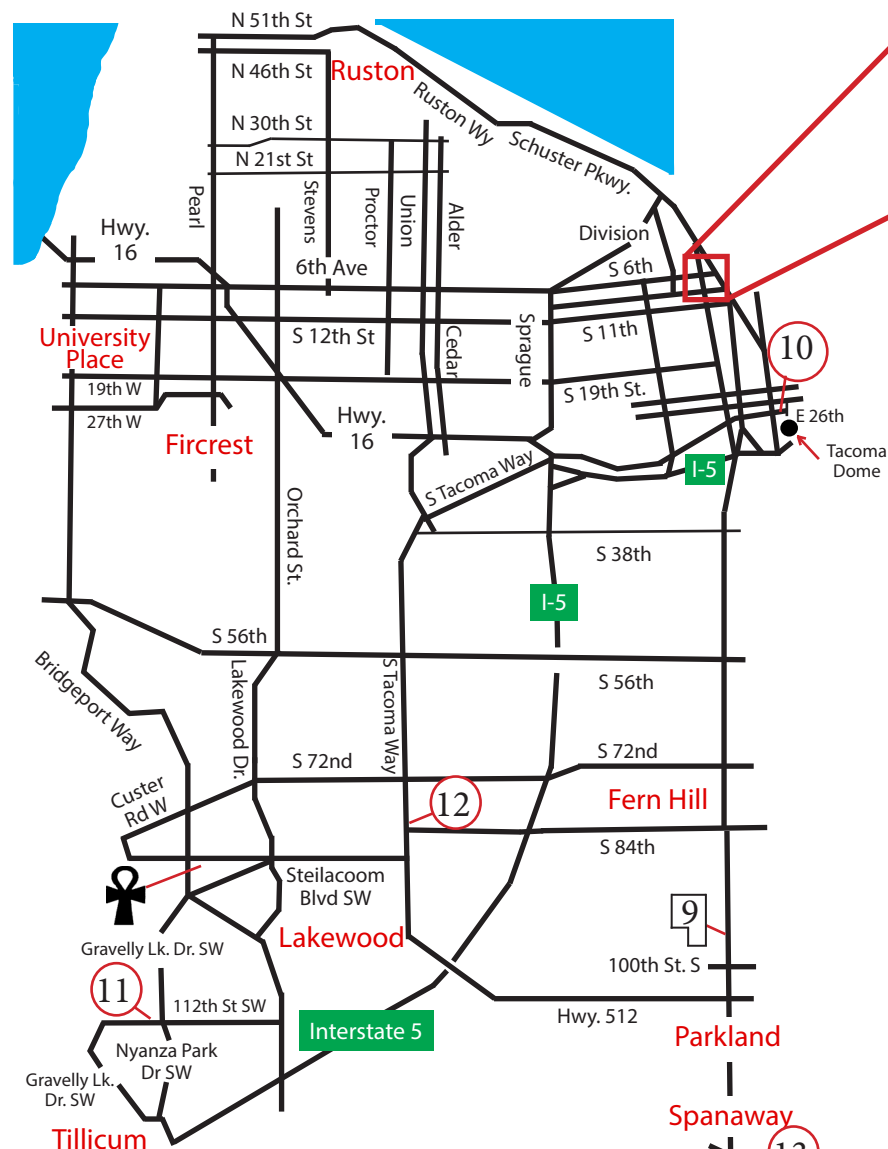 N 51st St
N 46th St
Ruston
Ruston Wy
N 30th St
N 21st St
Schuster Pkwy.
Pearl
Stevens
Proctor
Union
Alder
Hwy.
16
Division
6th Ave
S 6th
University
Place
S 12th St
Cedar
Sprague
S 11th
10
19th W
S 19th St.
27th W
Hwy.
16
E 26th
Fircrest
Tacoma
Dome
S Tacoma Way
I-5
Orchard St.
S 38th
I-5
S 56th
Bridgeport Way
Lakewood Dr.
S Tacoma Way
S 56th
S 72nd
S 72nd
Custer
Rd W
12
Fern Hill
S 84th
Steilacoom
Blvd SW
9
Lakewood
Gravelly Lk. Dr. SW
100th St. S
11
112th St SW
Hwy. 512
Interstate 5
Parkland
Nyanza Park
Dr SW
Gravelly Lk.
Dr. SW
Spanaway
Tillicum
13